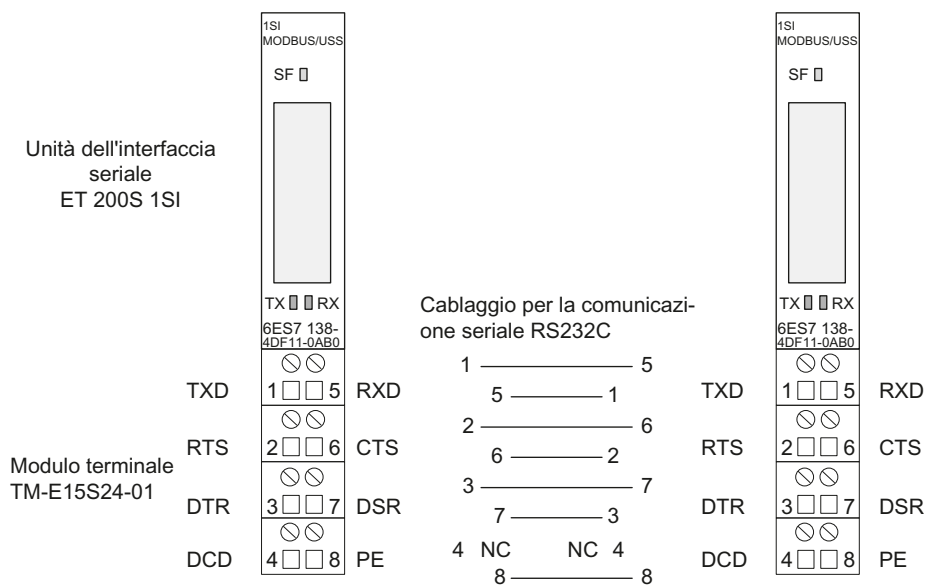 1SI
MODBUS/USS
SF
TX RX
6ES7 138-
4DF11-0AB0
Unità dell'interfaccia
seriale
ET 200S 1SI
Modulo terminale
TM-E15S24-01
TXD 1 5 RXD
RTS 2 6 CTS
DTR 3 7 DSR
DCD 4 8 PE
Cablaggio per la comunicazi-
one seriale RS232C
1 5
5 1
2 6
6 2
3 7
7 3
4 NC NC 4
8 8
1SI
MODBUS/USS
SF
TX RX
6ES7 138-
4DF11-0AB0
TXD 1 5 RXD
RTS 2 6 CTS
DTR 3 7 DSR
DCD 4 8 PE